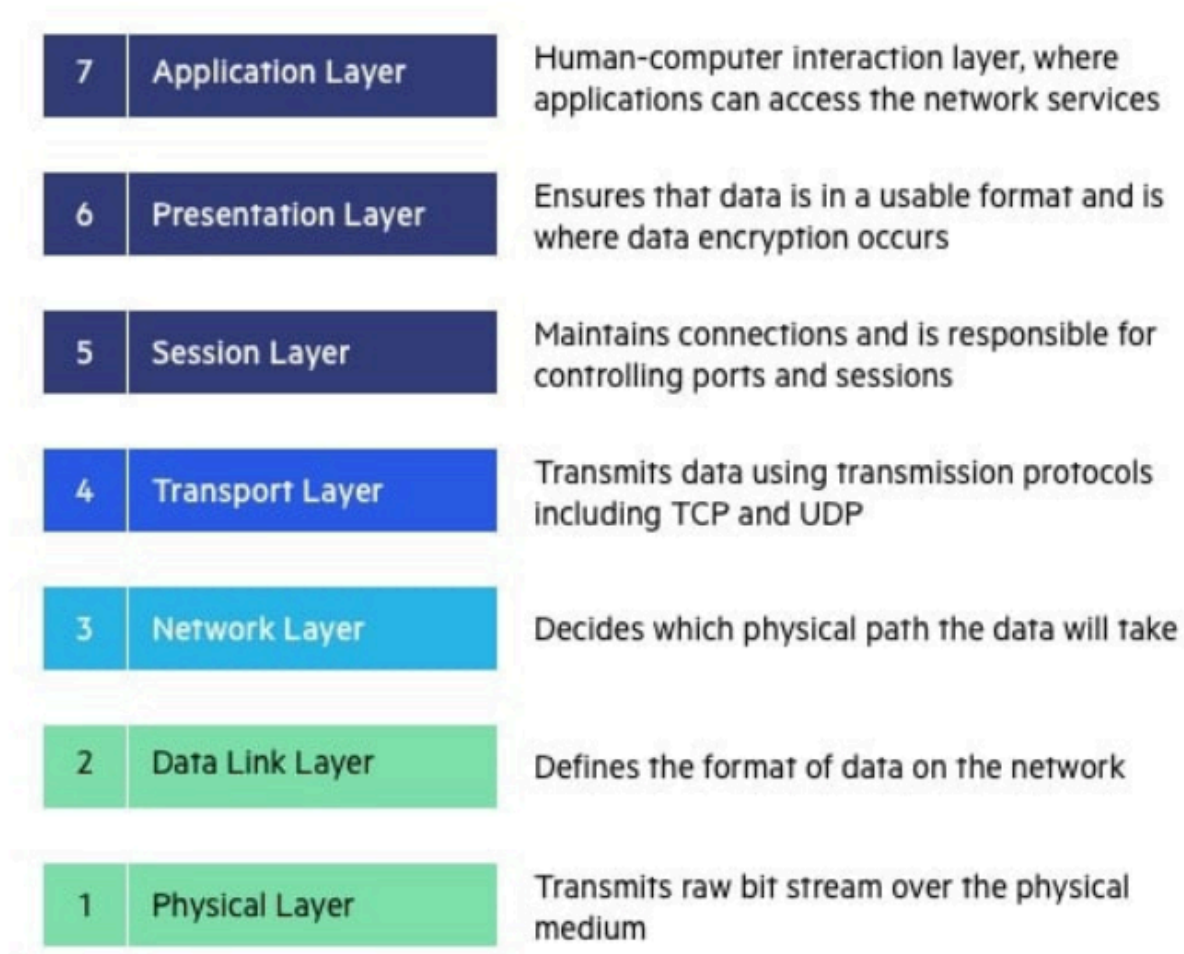 7 Application Layer
Human-computer interaction layer, where
applications can access the network services
6 Presentation Layer
Ensures that data is in a usable format and is
where data encryption occurs
5 Session Layer
Maintains connections and is responsible for
controlling ports and sessions
4 Transport Layer
Transmits data using transmission protocols
including TCP and UDP
3 Network Layer
Decides which physical path the data will take
2 Data Link Layer
Defines the format of data on the network
1 Physical Layer
Transmits raw bit stream over the physical
medium